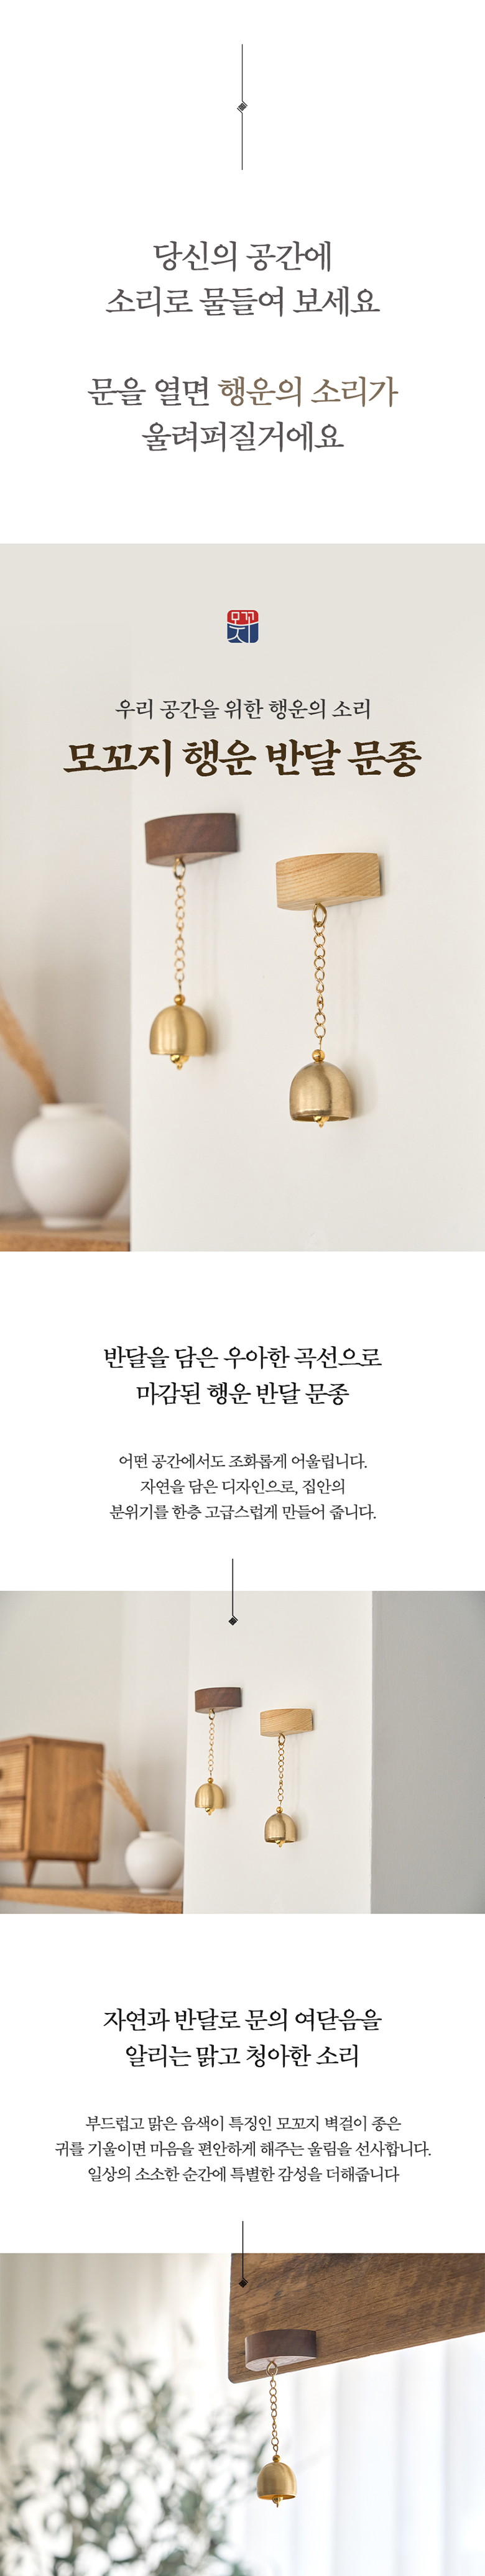 당신의 공간에
소리로 물들여 보세요
문을 열면 행운의 소리가
울려퍼질거에요
모꼬지
우리 공간을 위한 행운의 소리
모꼬지 행운 반달 문종
반달을 담은 우아한 곡선으로
마감된 행운 반달 문종
어떤 공간에서도 조화롭게 어울립니다.
자연을 담은 디자인으로, 집안의
분위기를 한층 고급스럽게 만들어 줍니다.
자연과 반달로 문의 여닫음을
알리는 맑고 청아한 소리
부드럽고 맑은 음색이 특징인 모꼬지 벽걸이 종은
귀를 기울이면 마음을 편안하게 해주는 울림을 선사합니다.
일상의 소소한 순간에 특별한 감성을 더해줍니다